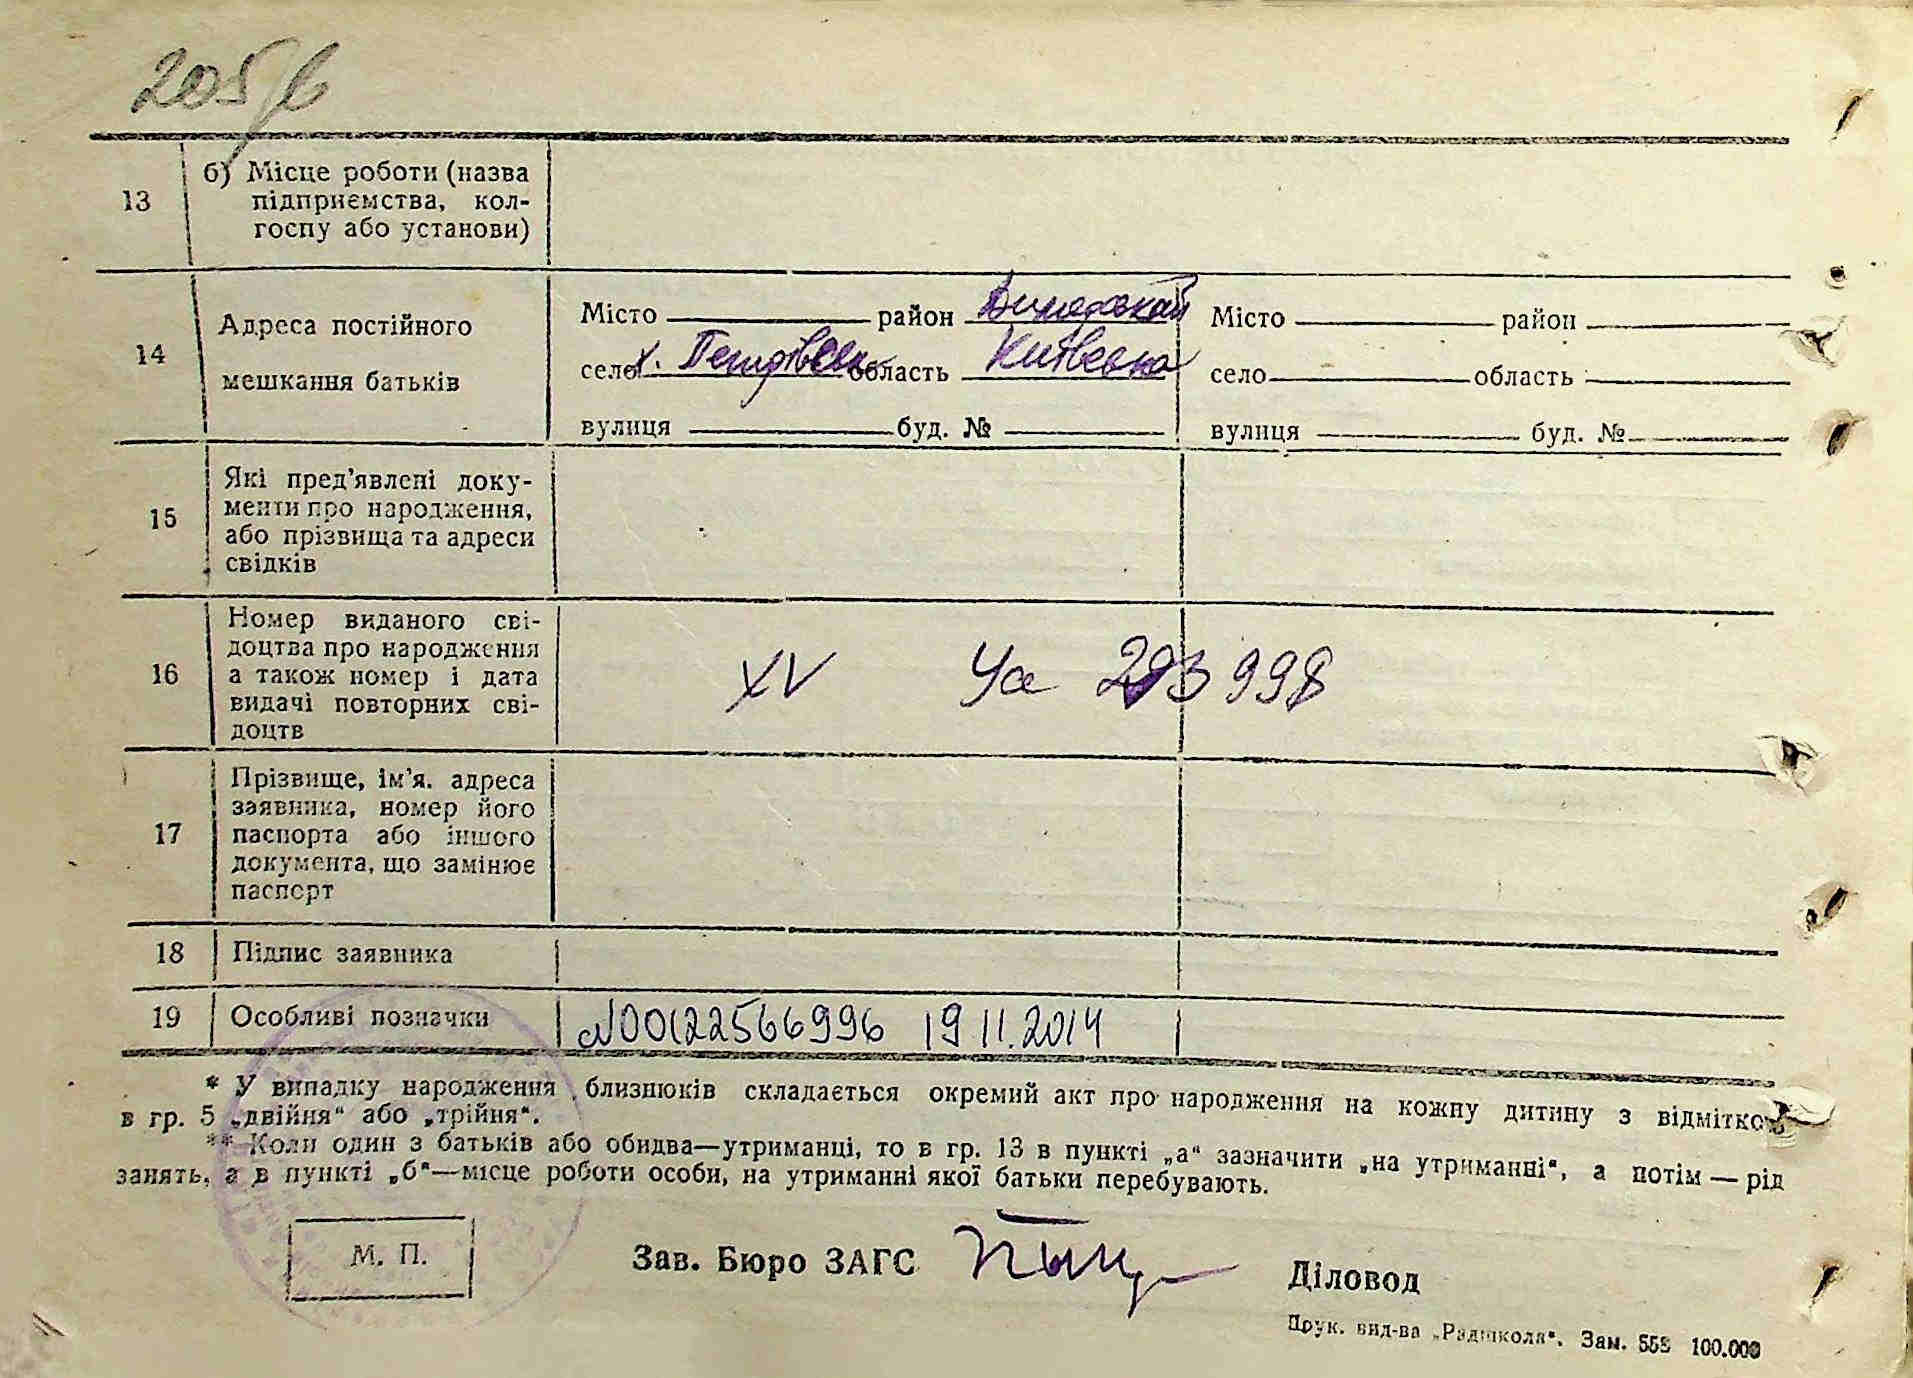 13
б) Місце роботи (назва
підприємства, кол-
госпу або установи)
14
Адреса постійного
мешкання батьків
Місто район Димерський
село х. область Київська
вулиця буд. №
Місто район
село область
вулиця буд. №
15
Які пред'явлені доку-
менти про народження,
або прізвища та адреси
свідків
16
Номер виданого сві-
доцтва про народження
а також номер і дата
видачі повторних сві-
доцтв
XV Уа 293998
17
Прізвище, ім'я. адреса
заявника, номер його
паспорта або іншого
документа, що замінює
паспорт
18 Підпис заявника
19 Особливі позначки N00122566996 19 11.2014
* У випадку народження близнюків складається окремий акт про народження на кожну дитину з відміткою
в гр. 5 „двійня“ або „трійня“.
** Коли один з батьків або обидва—утриманці, то в гр. 13 в пункті „а“ зазначити „на утриманні“, а потім — рід
занять, а в пункті „б“—місце роботи особи, на утриманні якої батьки перебувають.
М. П.
Зав. Бюро ЗАГС
Діловод
Друк. вид-ва „Радшкола“. Зам. 558 100.000